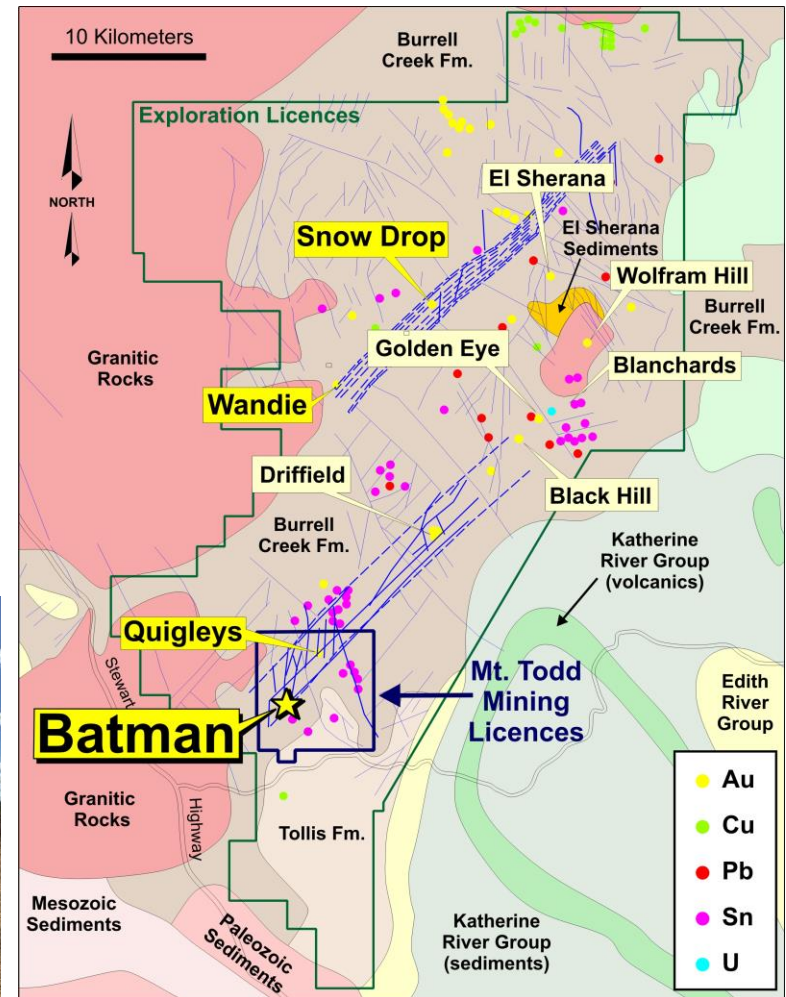 10 Kilometers
Burrell
Creek Fm.
Exploration Licences
NORTH
El Sherana
El Sherana
Sediments
Snow Drop
Wolfram Hill
Burrell
Creek Fm.
Granitic
Rocks
Golden Eye
Blanchards
Wandie
Driffield
Black Hill
Burrell
Creek Fm.
Katherine
River Group
(volcanics)
Quigleys
Stewart
Mt. Todd
Mining
Licences
Edith
River
Group
Batman
Granitic
Rocks
Highway
Tollis Fm.
Au
Cu
Pb
Sn
U
Mesozoic
Sediments
Paleozoic
Sediments
Katherine
River Group
(sediments)